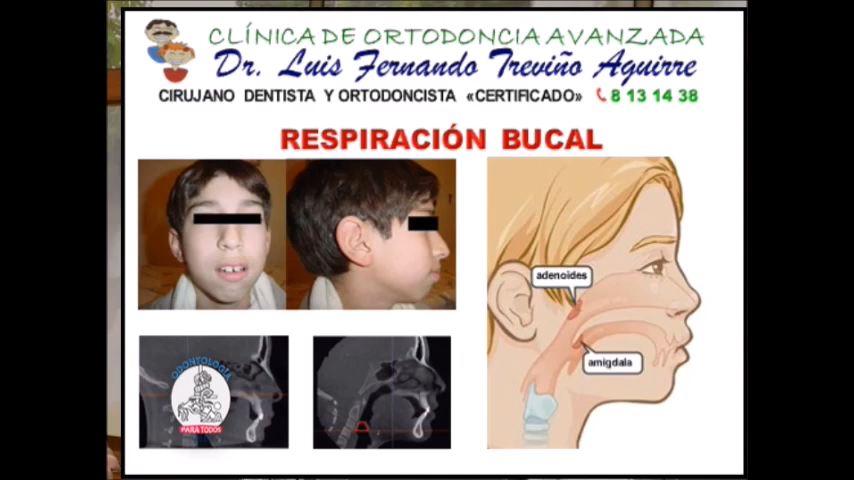 CLÍNICA DE ORTODONCIA AVANZADA
Dr. Luis Fernando Treviño Aguirre
CIRUJANO DENTISTA Y ORTODONCISTA «CERTIFICADO» 8 13 14 38
RESPIRACIÓN BUCAL
adenoides
amigdala
ODONTOLOGÍA
PARA TODOS